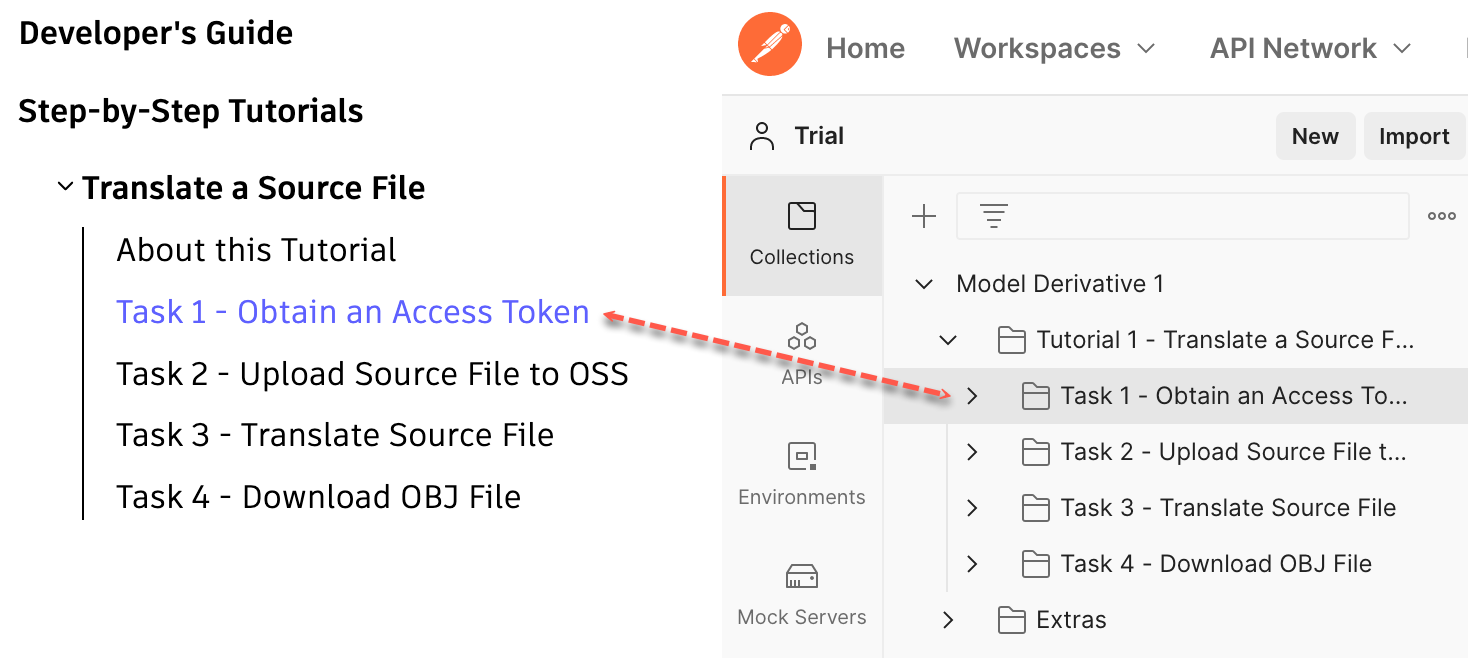 Developer's Guide
Step-by-Step Tutorials
Translate a Source File
About this Tutorial
Task 1 - Obtain an Access Token
Task 2 - Upload Source File to OSS
Task 3 - Translate Source File
Task 4 - Download OBJ File
Home Workspaces API Network
Trial New Import
Collections
APIs
Environments
Mock Servers
Model Derivative 1
Tutorial 1 - Translate a Source F...
Task 1 - Obtain an Access To...
Task 2 - Upload Source File t...
Task 3 - Translate Source File
Task 4 - Download OBJ File
Extras